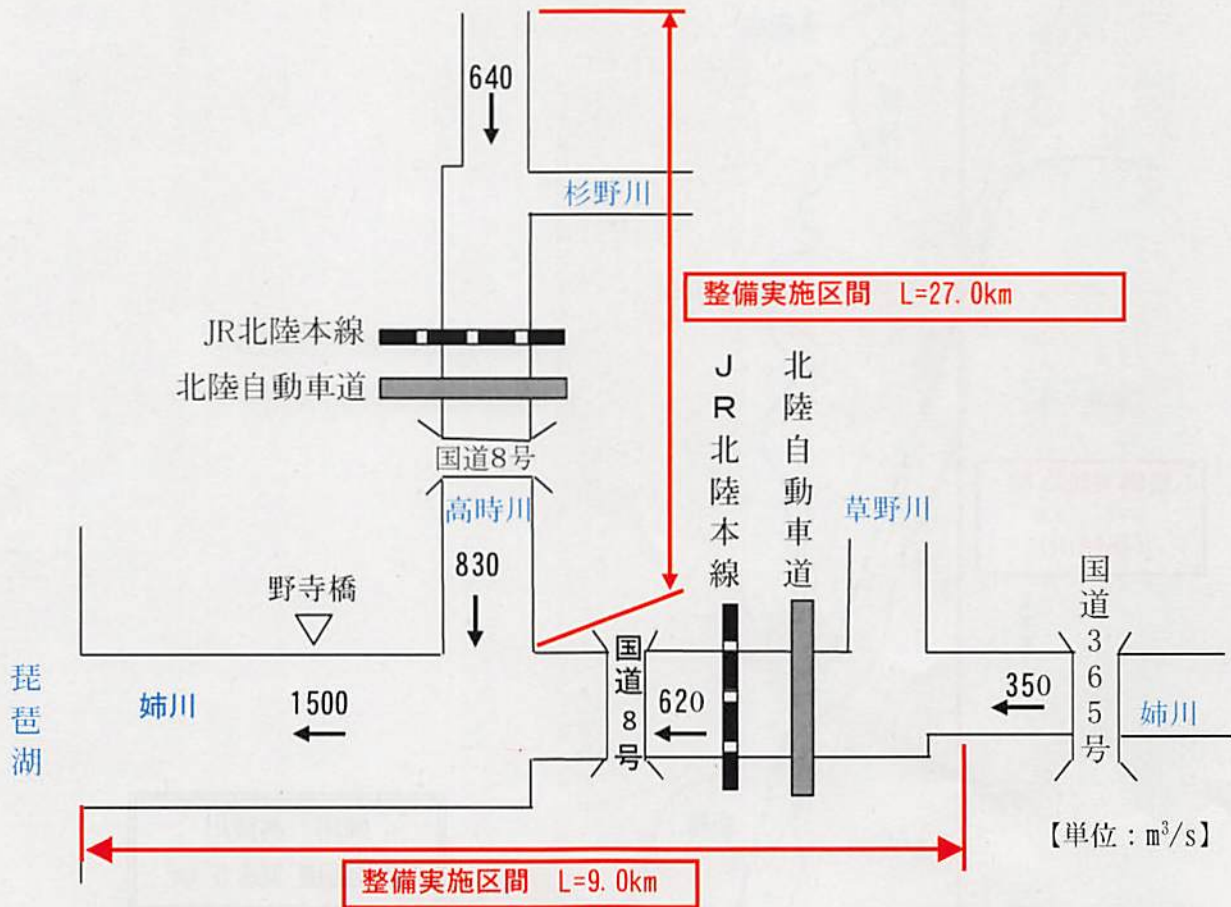 640
杉野川
整備実施区間 L=27.0km
JR北陸本線
北陸自動車道
国道8号
高時川
830
野寺橋
JR北陸本線
北陸自動車道
草野川
国道365号
国道8号
琵琶湖
姉川
1500
620
350
姉川
【単位：m³/s】
整備実施区間 L=9.0km